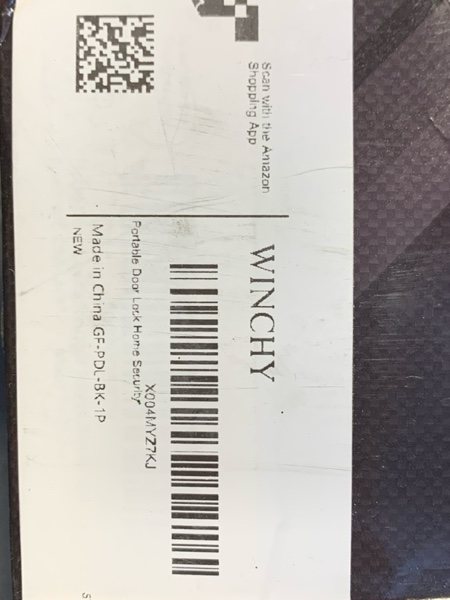 Scan with the Amazon
Shopping App
WINCHY
X004MYZ7KJ
Portable Door Lock Home Security
Made in China GF-PDL-BK-1P
NEW
5